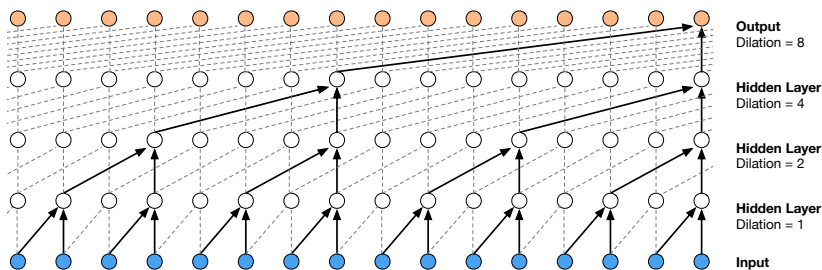 Output
Dilation = 8
Hidden Layer
Dilation = 4
Hidden Layer
Dilation = 2
Hidden Layer
Dilation = 1
Input